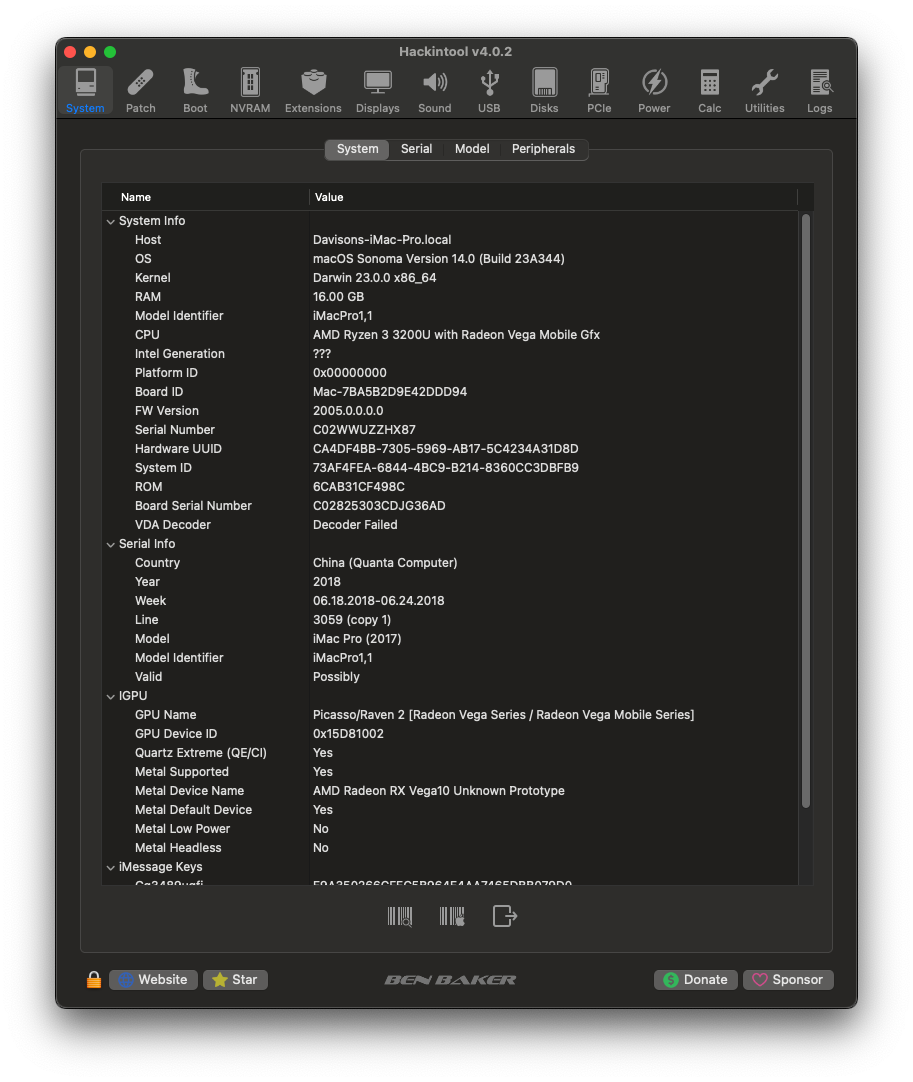 Hackintool v4.0.2
System Patch Boot NVRAM Extensions Displays Sound USB Disks PCIe Power Calc Utilities Logs
System Serial Model Peripherals
Name Value
System Info
Host Davisons-iMac-Pro.local
OS macOS Sonoma Version 14.0 (Build 23A344)
Kernel Darwin 23.0.0 x86_64
RAM 16.00 GB
Model Identifier iMacPro1,1
CPU AMD Ryzen 3 3200U with Radeon Vega Mobile Gfx
Intel Generation ???
Platform ID 0x00000000
Board ID Mac-7BA5B2D9E42DDD94
FW Version 2005.0.0.0.0
Serial Number C02WWUZZHX87
Hardware UUID CA4DF4BB-7305-5969-AB17-5C4234A31D8D
System ID 73AF4FEA-6844-4BC9-B214-8360CC3DBFB9
ROM 6CAB31CF498C
Board Serial Number C02825303CDJG36AD
VDA Decoder Decoder Failed
Serial Info
Country China (Quanta Computer)
Year 2018
Week 06.18.2018-06.24.2018
Line 3059 (copy 1)
Model iMac Pro (2017)
Model Identifier iMacPro1,1
Valid Possibly
IGPU
GPU Name Picasso/Raven 2 [Radeon Vega Series / Radeon Vega Mobile Series]
GPU Device ID 0x15D81002
Quartz Extreme (QE/CI) Yes
Metal Supported Yes
Metal Device Name AMD Radeon RX Vega10 Unknown Prototype
Metal Default Device Yes
Metal Low Power No
Metal Headless No
iMessage Keys
Website Star BEN BAKER Donate Sponsor